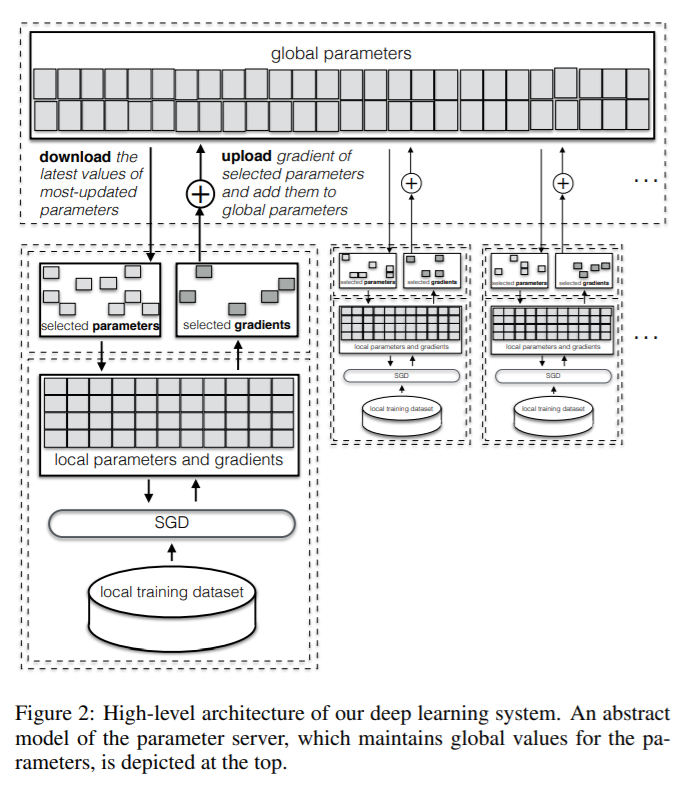 global parameters
download the
latest values of
most-updated
parameters
upload gradient of
selected parameters
and add them to
global parameters
...
selected parameters
selected gradients
local parameters and gradients
SGD
local training dataset
selected parameters
selected gradients
local parameters and gradients
SGD
local training dataset
selected parameters
selected gradients
local parameters and gradients
SGD
local training dataset
...
Figure 2: High-level architecture of our deep learning system. An abstract
model of the parameter server, which maintains global values for the pa-
rameters, is depicted at the top.